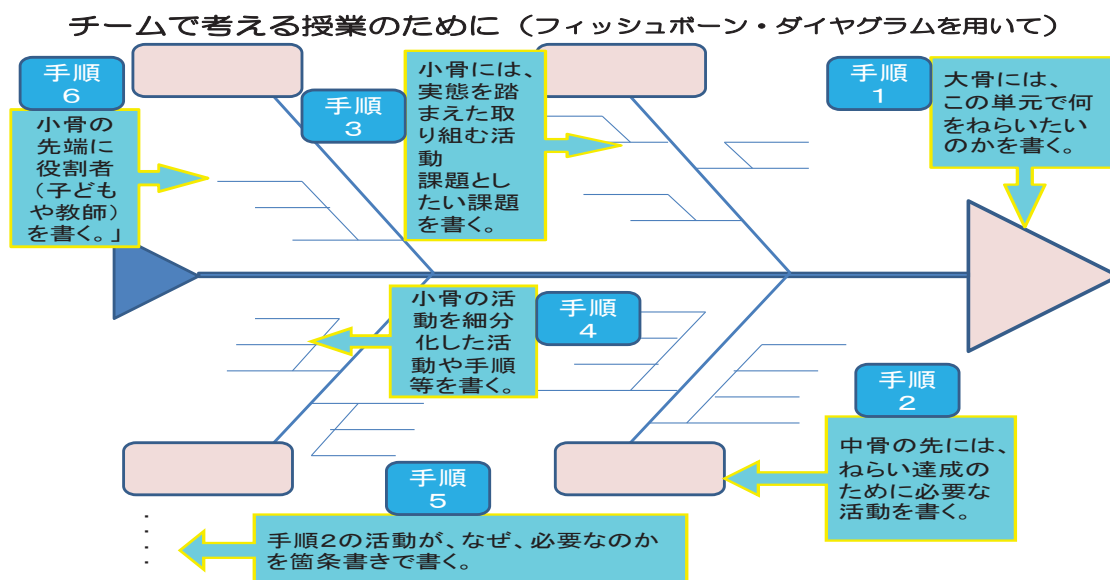 チームで考える授業のために（フィッシュボーン・ダイヤグラムを用いて）
手順
1
大骨には、
この単元で何
をねらいたい
のかを書く。
手順
2
中骨の先には、
ねらい達成の
ために必要な
活動を書く。
手順
3
小骨には、
実態を踏
まえた取
り組む活
動
課題とし
たい課題
を書く。
手順
4
小骨の活
動を細分
化した活
動や手順
等を書く。
手順
5
手順2の活動が、なぜ、必要なのか
を箇条書きで書く。
手順
6
小骨の
先端に
役割者
（子ども
や教師）
を書く。」